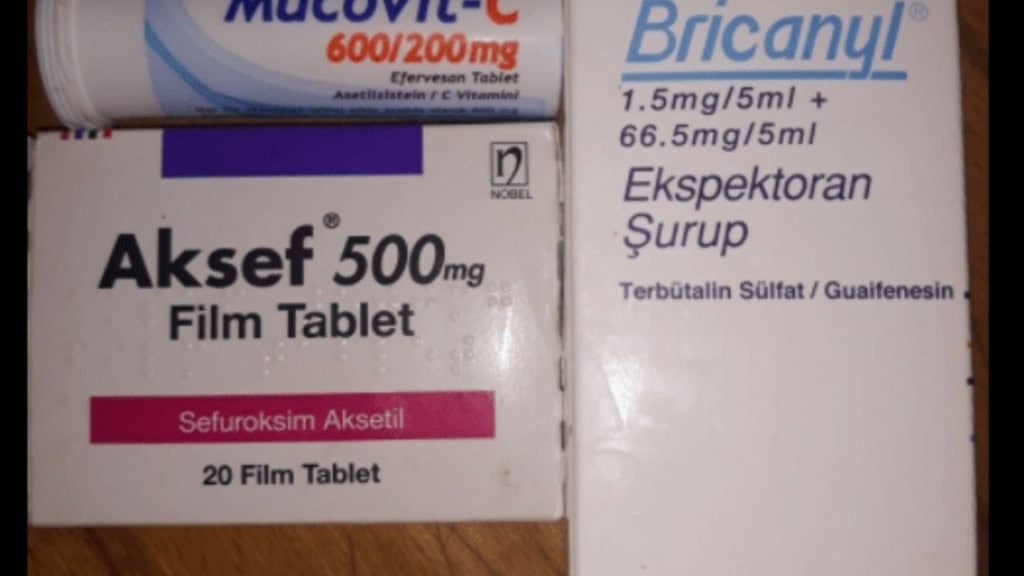 Mucovit-C
600/200mg
Efervesan Tablet
Asetilsistein / C Vitamini
NOBEL
Aksef® 500mg
Film Tablet
Sefuroksim Aksetil
20 Film Tablet
Bricanyl®
1.5mg/5ml +
66.5mg/5ml
Ekspektoran
Şurup
Terbütalin Sülfat / Guaifenesin